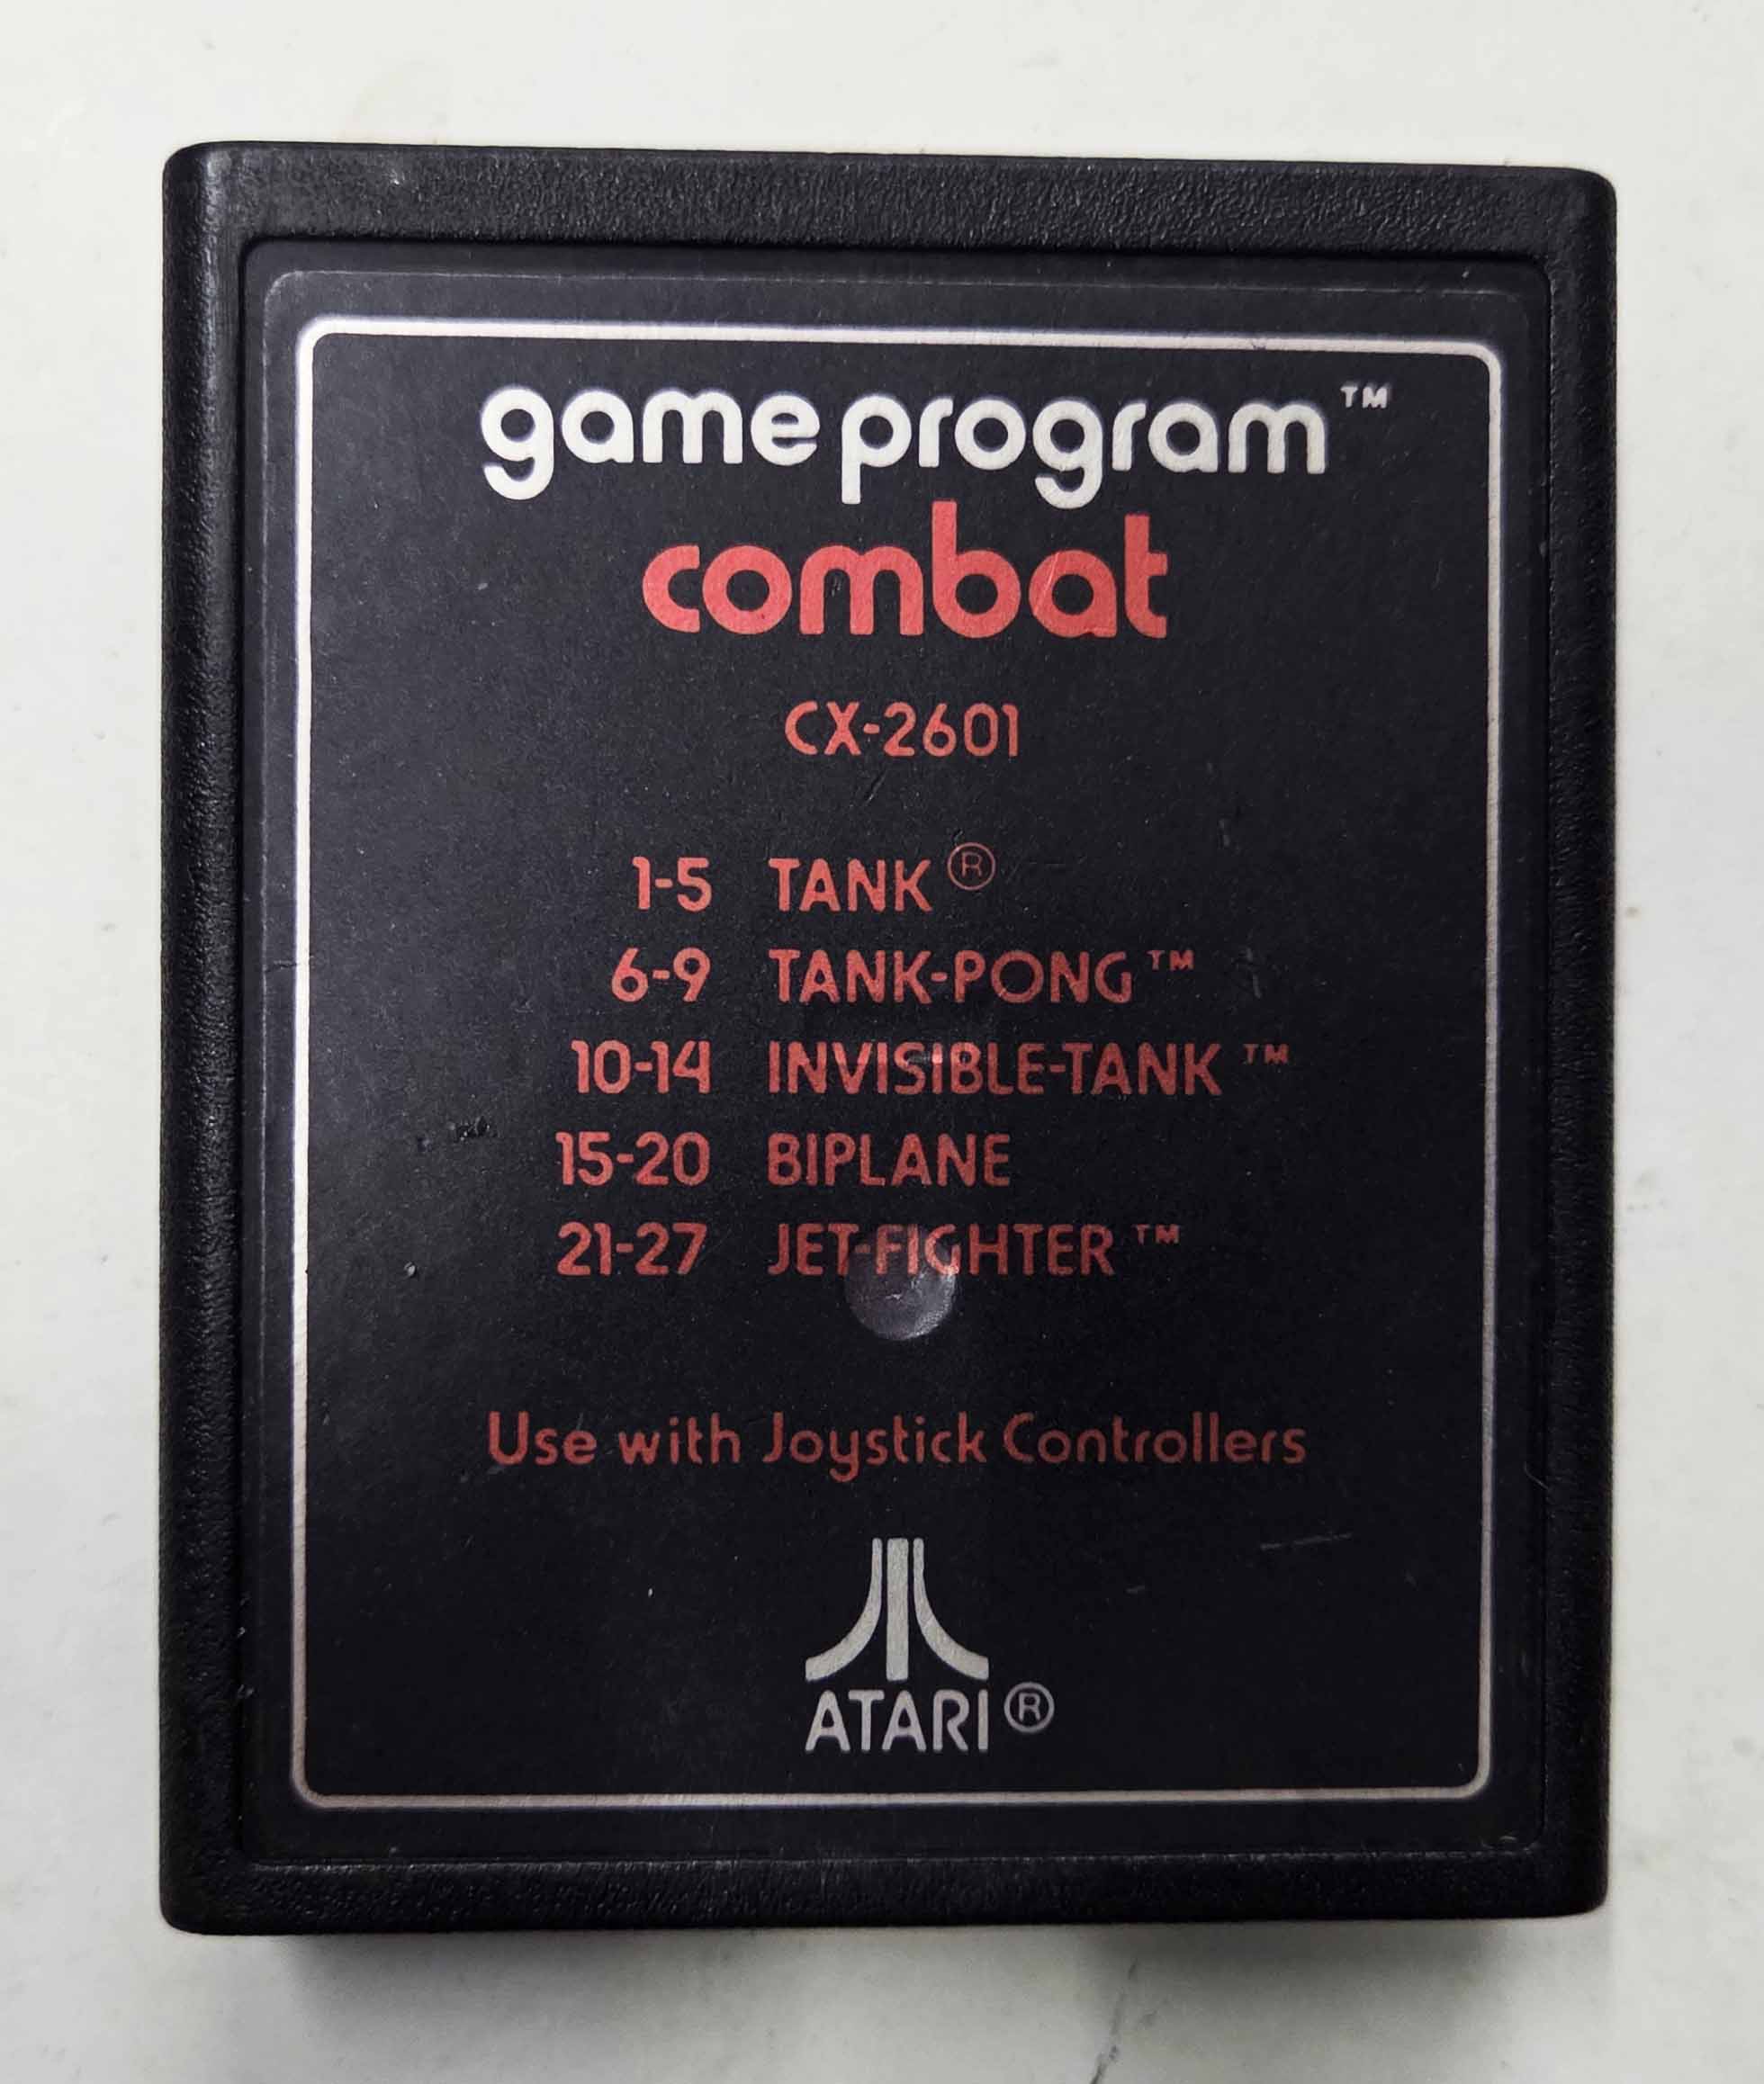 game program™
combat
CX-2601
1-5 TANK®
6-9 TANK-PONG™
10-14 INVISIBLE-TANK™
15-20 BIPLANE
21-27 JET-FIGHTER™
Use with Joystick Controllers
ATARI®